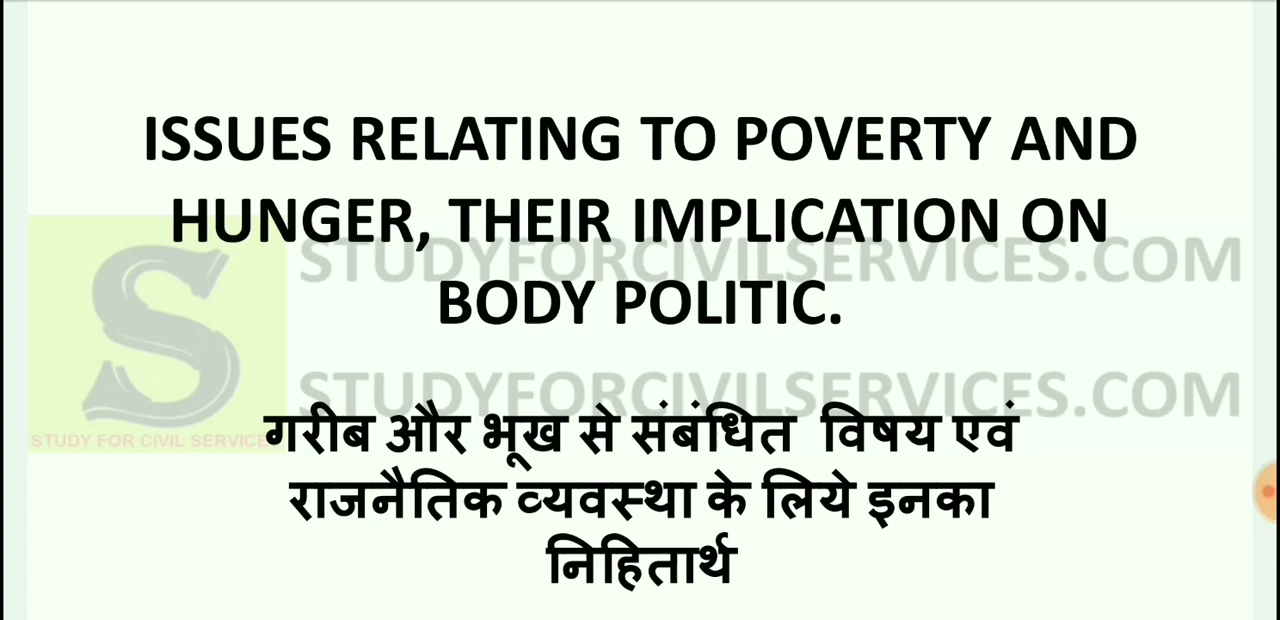 ISSUES RELATING TO POVERTY AND
HUNGER, THEIR IMPLICATION ON
STUDYFORCIVILSERVICES.COM
BODY POLITIC.
S
STUDYFORCIVILSERVICES.COM
STUDY FOR CIVIL SERVICE
गरीब और भूख से संबंधित विषय एवं
राजनैतिक व्यवस्था के लिये इनका
निहितार्थ